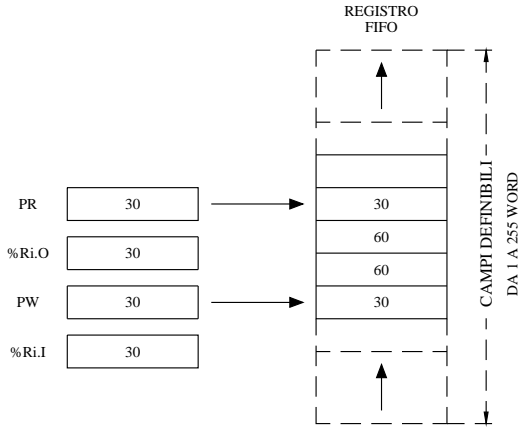 REGISTRO
FIFO
PR 30 30
60
%Ri.O 30
60
PW 30 30
%Ri.I 30
CAMPI DEFINIBILI
DA 1 A 255 WORD